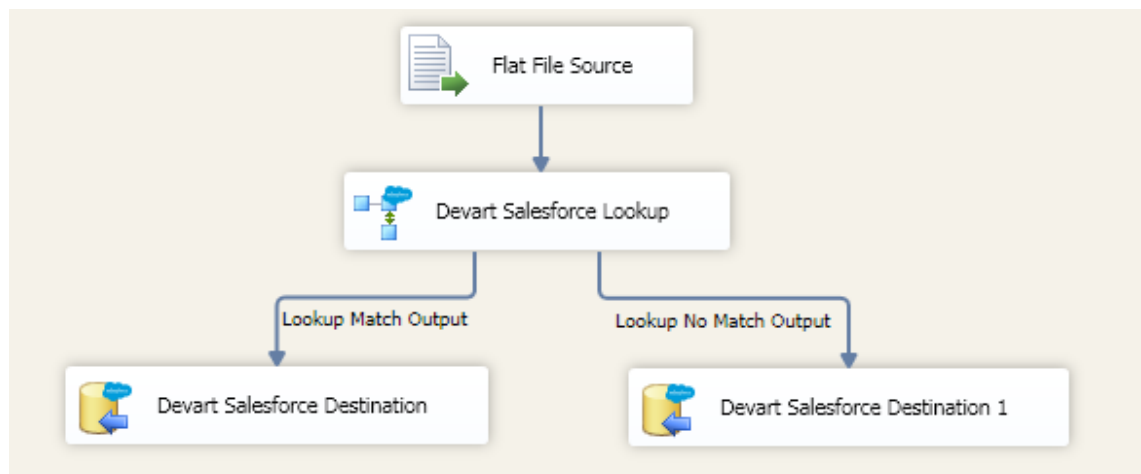 Flat File Source
Devart Salesforce Lookup
Lookup Match Output
Lookup No Match Output
Devart Salesforce Destination
Devart Salesforce Destination 1